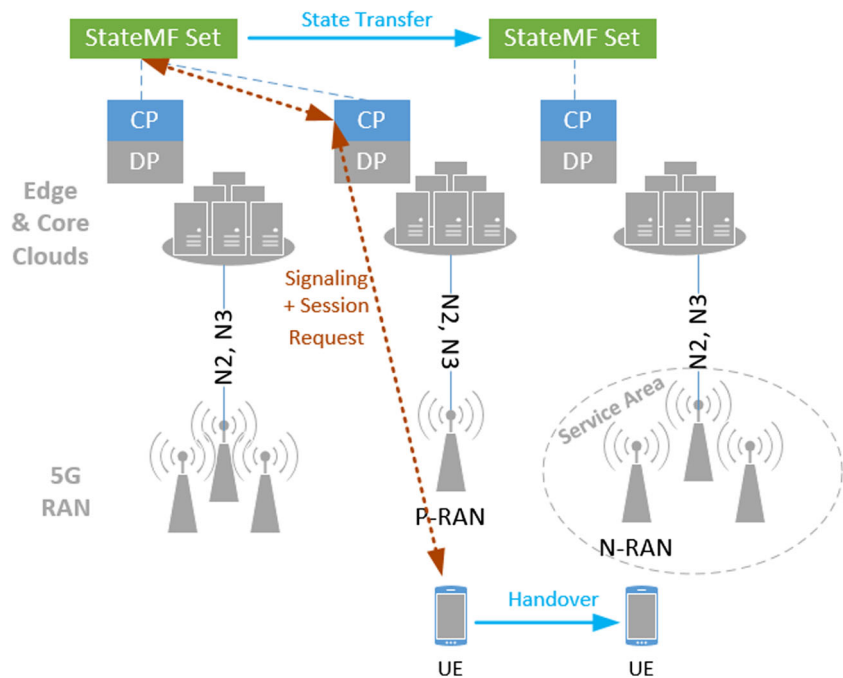 State Transfer
StateMF Set
StateMF Set
CP
DP
CP
DP
CP
DP
Edge
& Core
Clouds
Signaling
+ Session
Request
N2, N3
N2, N3
N2, N3
Service Area
5G
RAN
P-RAN
N-RAN
Handover
UE
UE